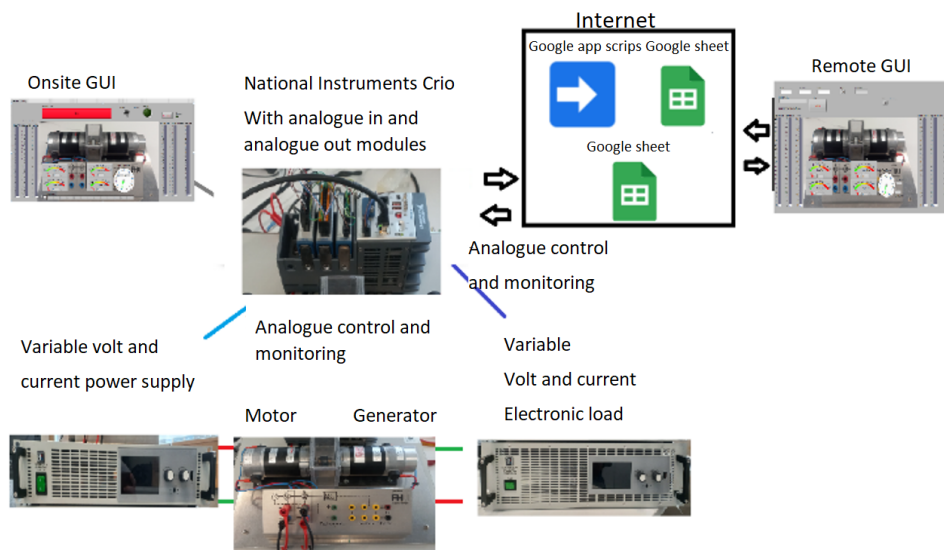 Internet
Google app scrips Google sheet
Onsite GUI
National Instruments Crio
Remote GUI
With analogue in and
analogue out modules
Google sheet
Analogue control
and monitoring
Analogue control and
monitoring
Variable volt and
current power supply
Variable
Volt and current
Electronic load
Motor
Generator